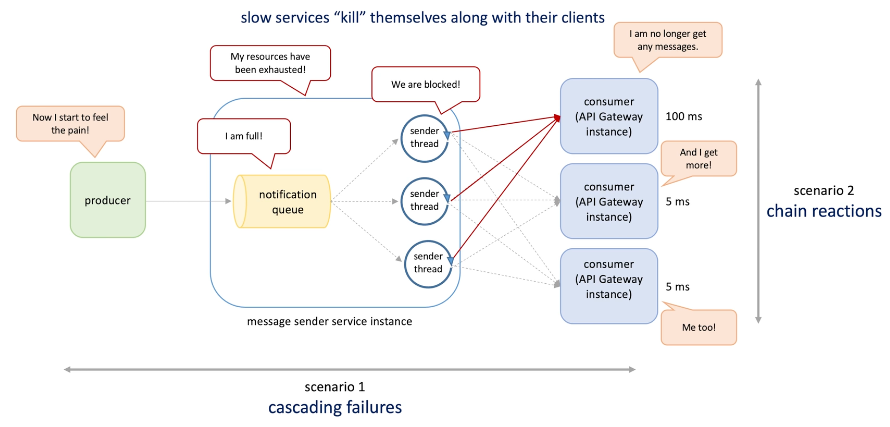 slow services “kill” themselves along with their clients
I am no longer get
any messages.
My resources have
been exhausted!
We are blocked!
Now I start to feel
the pain!
I am full!
producer
notification
queue
sender
thread
sender
thread
sender
thread
consumer
(API Gateway
instance)
100 ms
And I get
more!
consumer
(API Gateway
instance)
5 ms
consumer
(API Gateway
instance)
5 ms
Me too!
scenario 2
chain reactions
message sender service instance
scenario 1
cascading failures